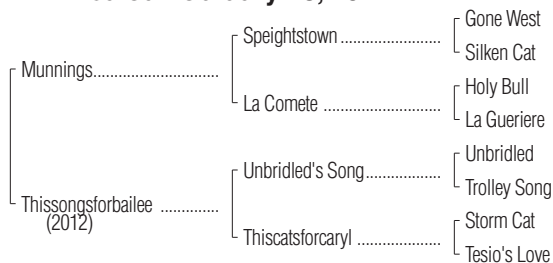 Gone West
Speightstown
Silken Cat
Munnings
Holy Bull
La Comete
La Gueriere
Unbridled
Unbridled's Song
Trolley Song
Thissongsforbailee
(2012)
Storm Cat
Thiscatsforcaryl
Tesio's Love